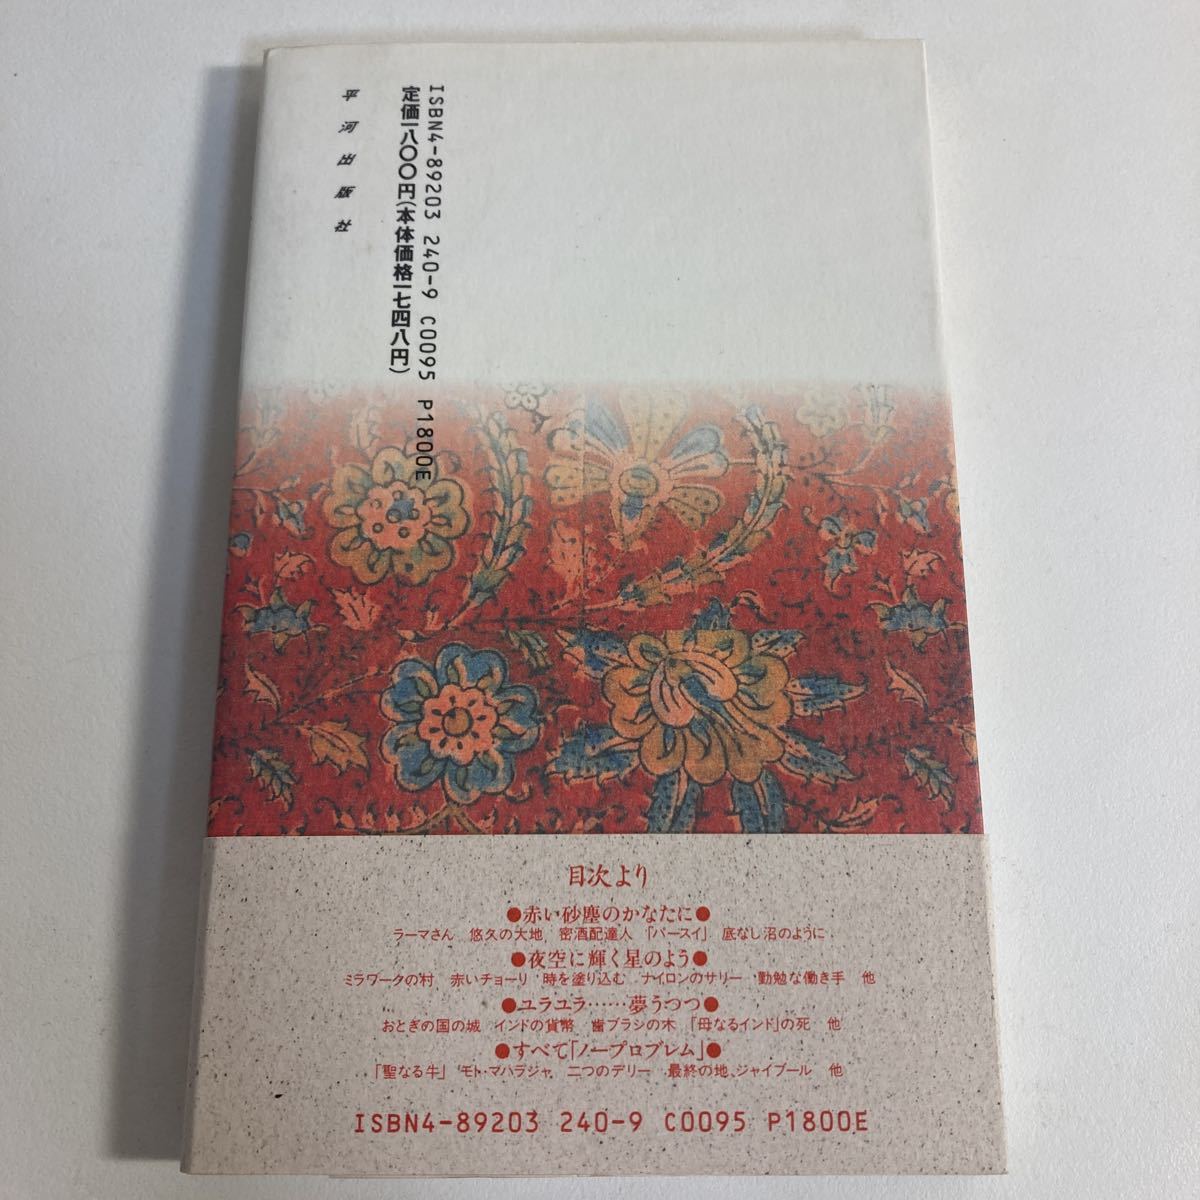 ISBN4-89203 240-9 C0095 P1800E
定価一八〇〇円(本体価格一七四八円)
平河出版社
目次より
●赤い砂塵のかなたに●
ラーマさん 悠久の大地 密酒配達人 「バースイ」 底なし沼のように
●夜空に輝く星のよう●
ミラワークの村 赤いチョーリ 時を塗り込む ナイロンのサリー 勤勉な働き手 他
●ユラユラ……夢うつつ●
おとぎの国の城 インドの貨幣 歯ブラシの木 「母なるインド」の死 他
●すべて「ノープロブレム」●
「聖なる牛」 モト・マハラジャ 二つのデリー 最終の地、ジャイプール 他
ISBN4-89203 240-9 C0095 P1800E